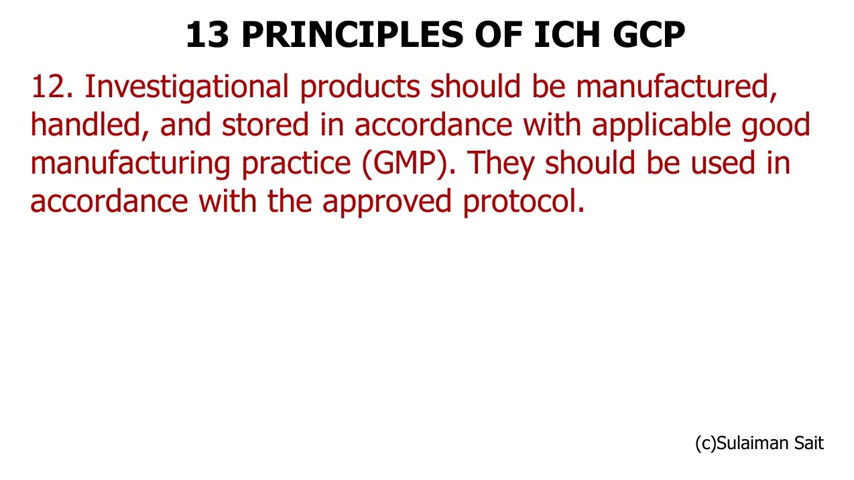 13 PRINCIPLES OF ICH GCP
12. Investigational products should be manufactured,
handled, and stored in accordance with applicable good
manufacturing practice (GMP). They should be used in
accordance with the approved protocol.
(c)Sulaiman Sait